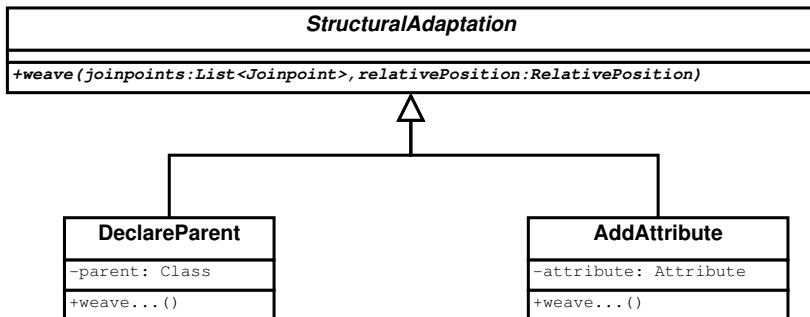 StructuralAdaptation
+weave(joinpoints:List<Joinpoint>,relativePosition:RelativePosition)
DeclareParent
-parent: Class
+weave...()
AddAttribute
-attribute: Attribute
+weave...()